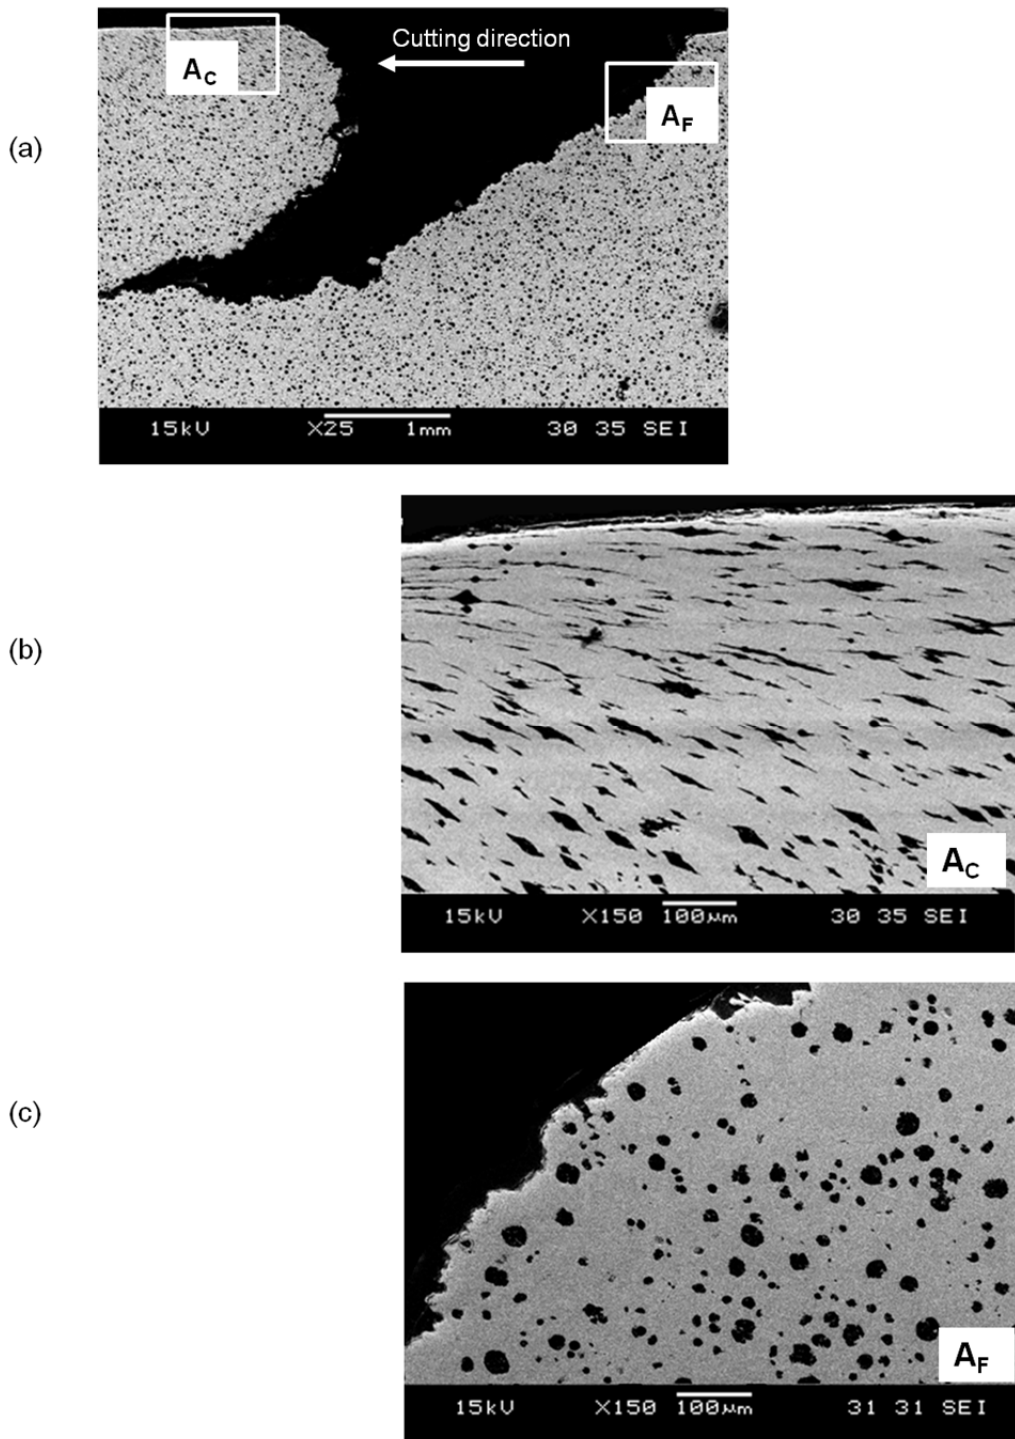 Cutting direction
AC
AF
(a)
15kV X25 1mm 30 35 SEI
(b)
AC
15kV X150 100μm 30 35 SEI
(c)
AF
15kV X150 100μm 31 31 SEI